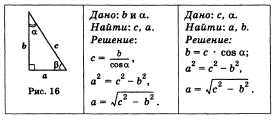 α
b
c
β
a
Рис. 16
Дано: b и α.
Найти: c, a.
Решение:
c = b/cos α,
a² = c² − b²,
a = √(c² − b²).
Дано: c, α.
Найти: a, b.
Решение:
b = c · cos α;
a² = c² − b²,
a = √(c² − b²).